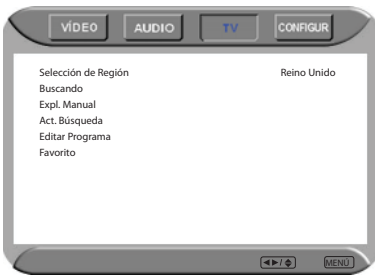 VÍDEO AUDIO TV CONFIGUR
Selección de Región Reino Unido
Buscando
Expl. Manual
Act. Búsqueda
Editar Programa
Favorito
◄►/ MENÚ